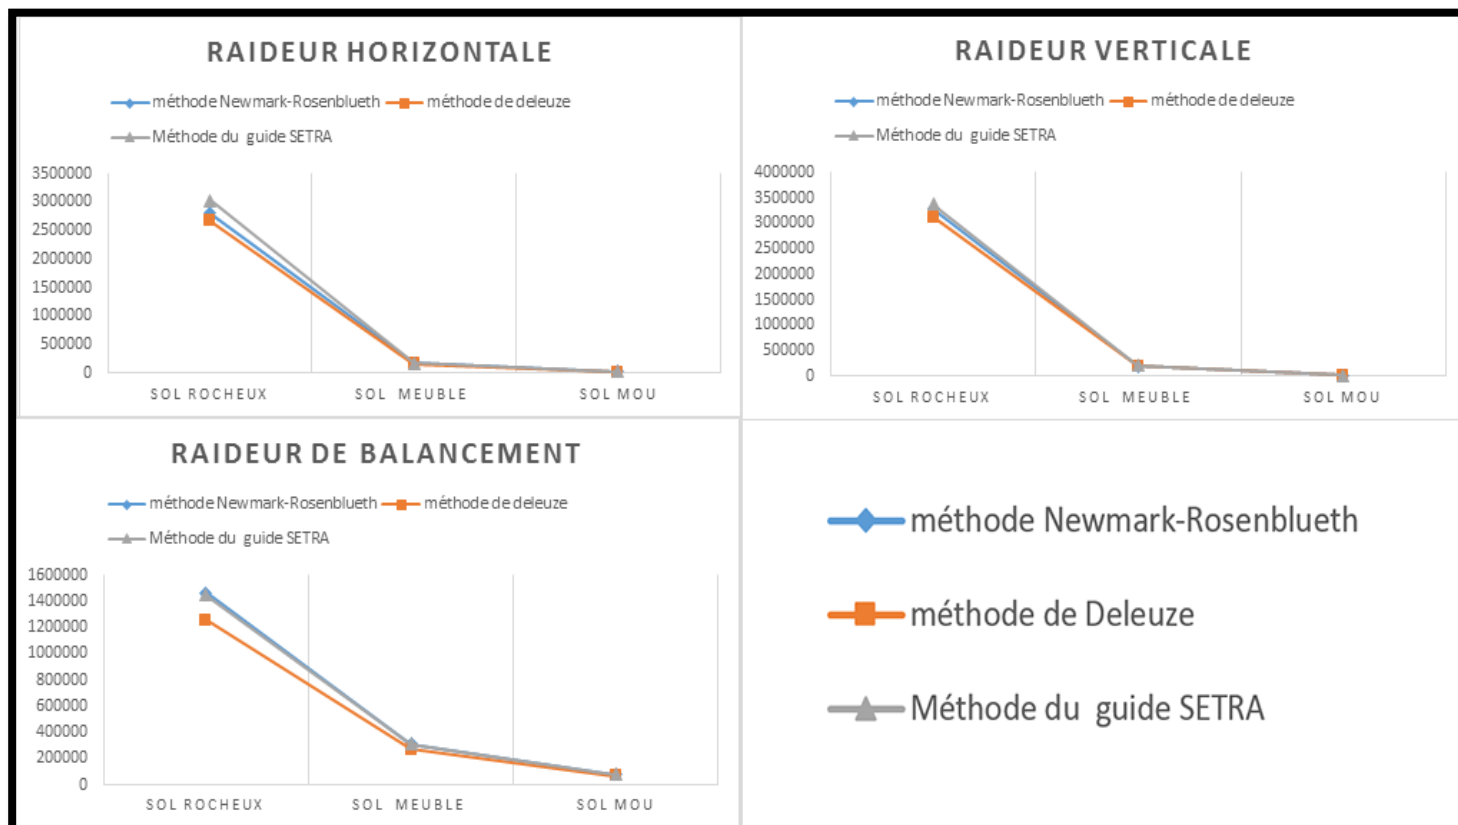 RAIDEUR HORIZONTALE
méthode Newmark-Rosenblueth méthode de deleuze
Méthode du guide SETRA
3500000
3000000
2500000
2000000
1500000
1000000
500000
0
SOL ROCHEUX SOL MEUBLE SOL MOU
RAIDEUR VERTICALE
méthode Newmark-Rosenblueth méthode de deleuze
Méthode du guide SETRA
4000000
3500000
3000000
2500000
2000000
1500000
1000000
500000
0
SOL ROCHEUX SOL MEUBLE SOL MOU
RAIDEUR DE BALANCEMENT
méthode Newmark-Rosenblueth méthode de deleuze
Méthode du guide SETRA
1600000
1400000
1200000
1000000
800000
600000
400000
200000
0
SOL ROCHEUX SOL MEUBLE SOL MOU
méthode Newmark-Rosenblueth
méthode de Deleuze
Méthode du guide SETRA